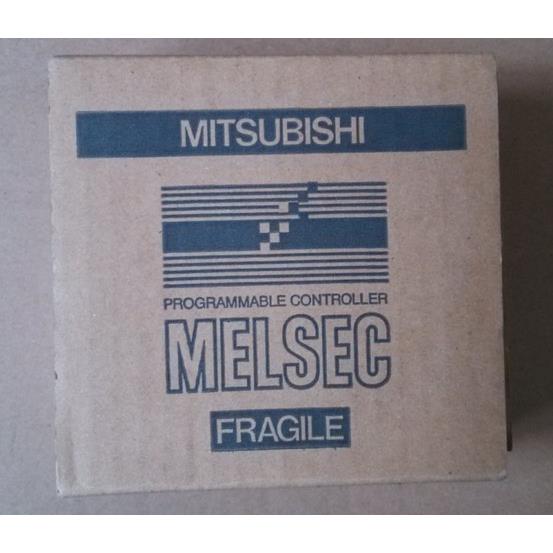 MITSUBISHI
PROGRAMMABLE CONTROLLER
MELSEC
FRAGILE